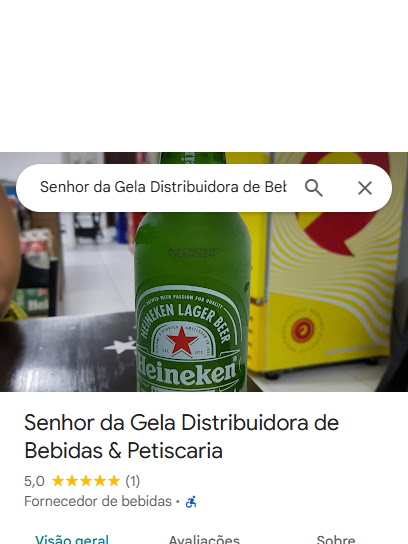 Senhor da Gela Distribuidora de Beb
BREWED WITH PASSION FOR QUALITY
HEINEKEN LAGER BEER
Heineken
Senhor da Gela Distribuidora de
Bebidas & Petiscaria
5,0 (1)
Fornecedor de bebidas ·
Visão geral Avaliações Sobre